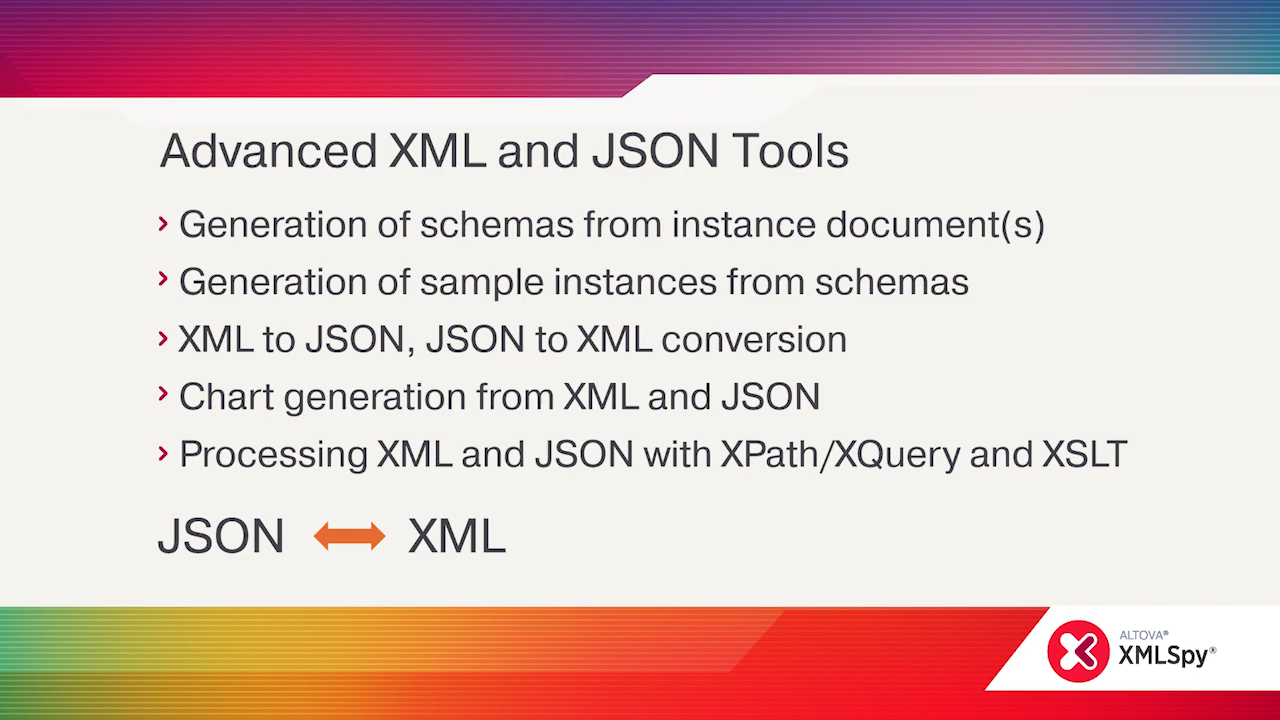 Advanced XML and JSON Tools
› Generation of schemas from instance document(s)
› Generation of sample instances from schemas
› XML to JSON, JSON to XML conversion
› Chart generation from XML and JSON
› Processing XML and JSON with XPath/XQuery and XSLT
JSON ↔ XML
ALTOVA®
XMLSpy®